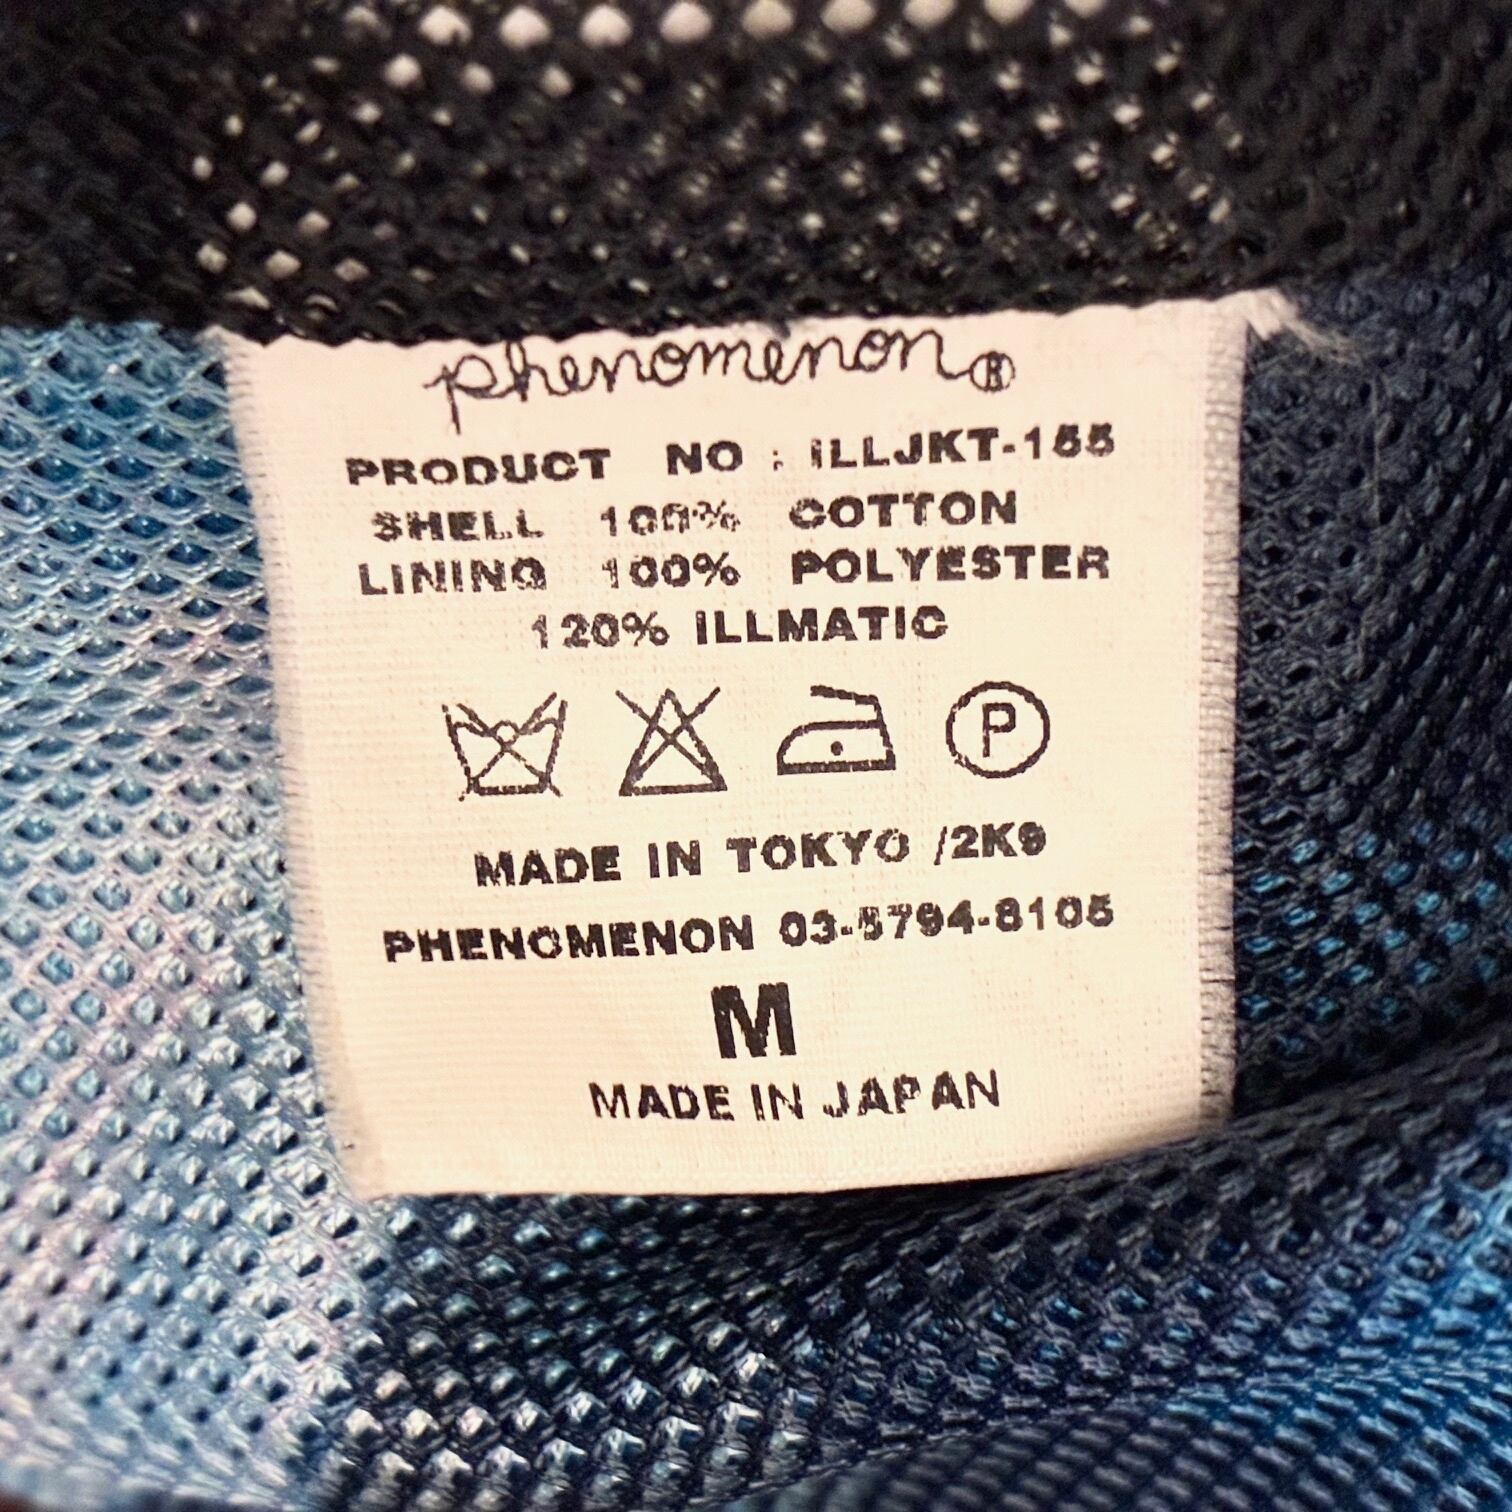 phenomenon®
PRODUCT NO : ILLJKT-155
SHELL 100% COTTON
LINING 100% POLYESTER
120% ILLMATIC
P
MADE IN TOKYO /2K9
PHENOMENON 03-5794-8105
M
MADE IN JAPAN